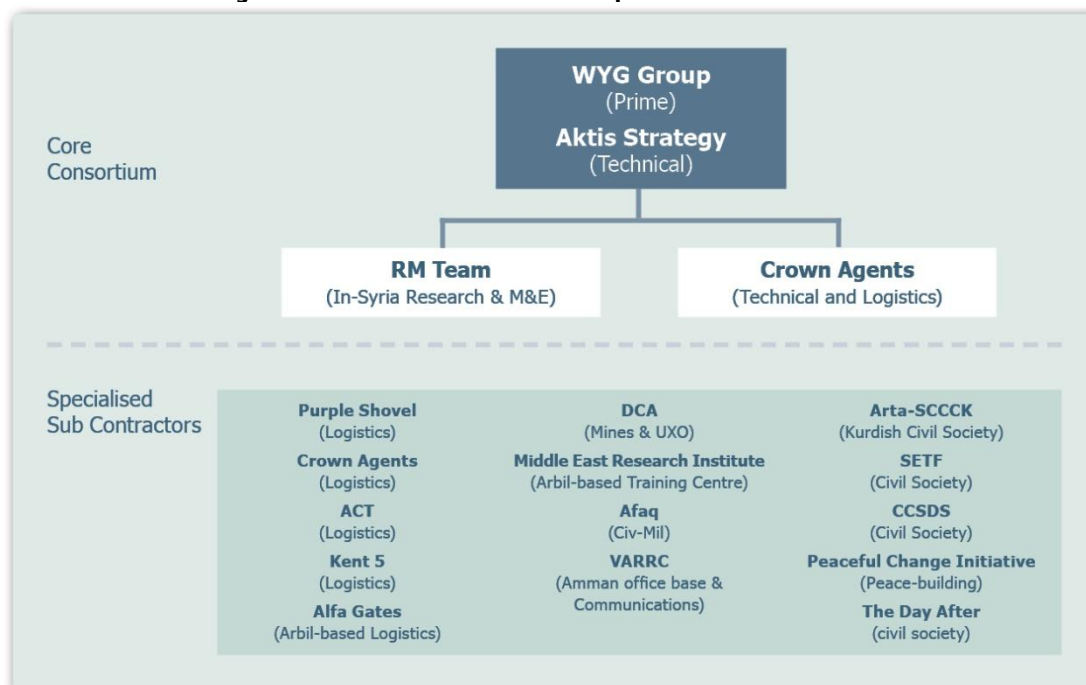 WYG Group
(Prime)
Aktis Strategy
(Technical)
Core
Consortium
RM Team
(In-Syria Research & M&E)
Crown Agents
(Technical and Logistics)
Specialised
Sub Contractors
Purple Shovel
(Logistics)
Crown Agents
(Logistics)
ACT
(Logistics)
Kent 5
(Logistics)
Alfa Gates
(Arbil-based Logistics)
DCA
(Mines & UXO)
Middle East Research Institute
(Arbil-based Training Centre)
Afaq
(Civ-Mil)
VARRC
(Amman office base &
Communications)
Arta-SCCCK
(Kurdish Civil Society)
SETF
(Civil Society)
CCSDS
(Civil Society)
Peaceful Change Initiative
(Peace-building)
The Day After
(civil society)